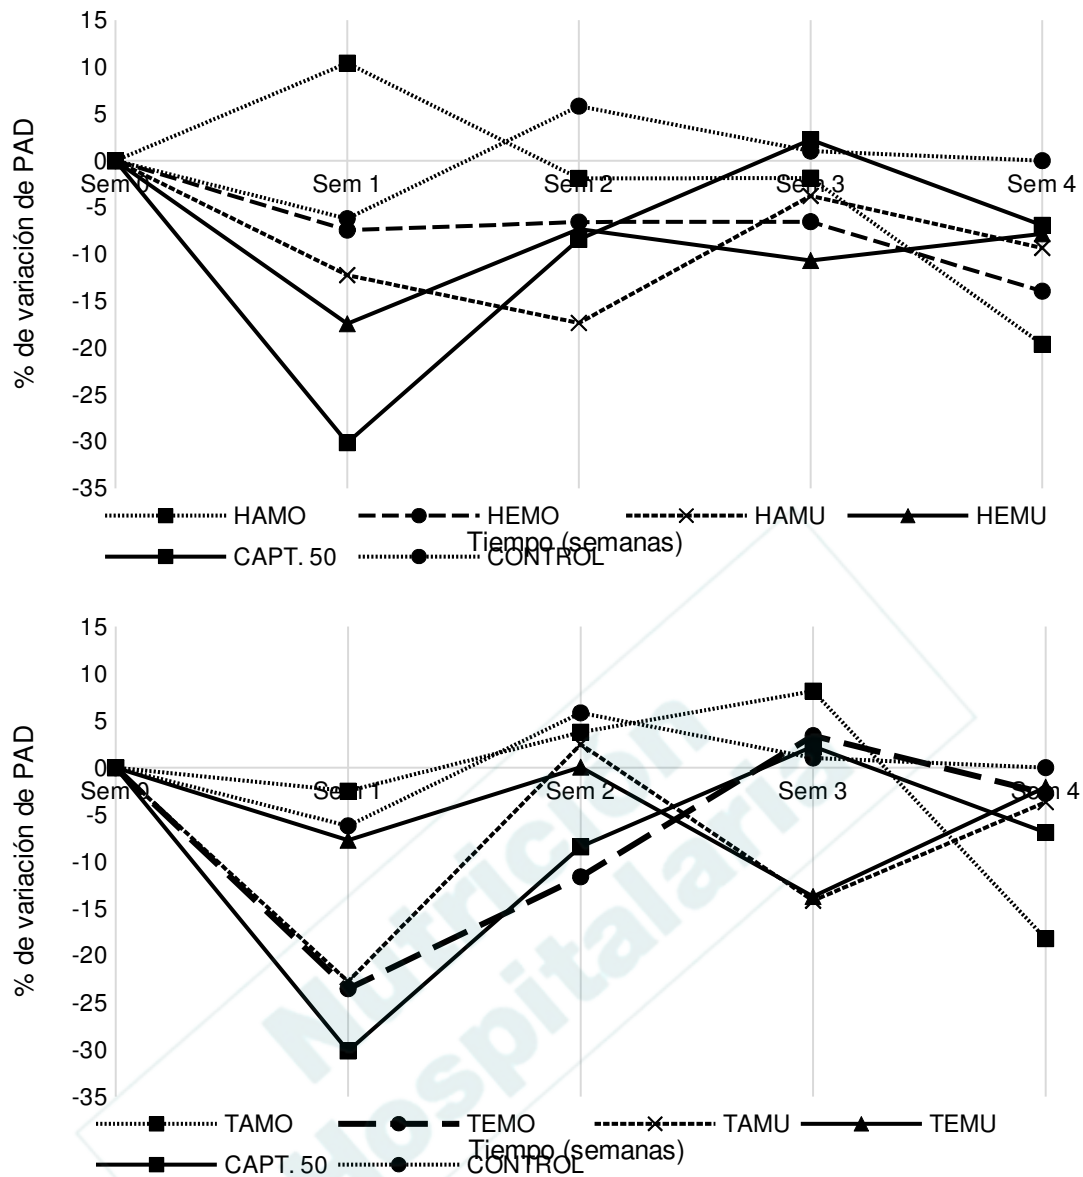 15
10
5
0
-5
-10
-15
-20
-25
-30
-35
% de variación de PAD
Sem 0 Sem 1 Sem 2 Sem 3 Sem 4
HAMO HEMO HAMU HEMU
Tiempo (semanas)
CAPT. 50 CONTROL
15
10
5
0
-5
-10
-15
-20
-25
-30
-35
% de variación de PAD
Sem 0 Sem 1 Sem 2 Sem 3 Sem 4
TAMO TEMO TAMU TEMU
Tiempo (semanas)
CAPT. 50 CONTROL
Nutrición
Hospitalaria